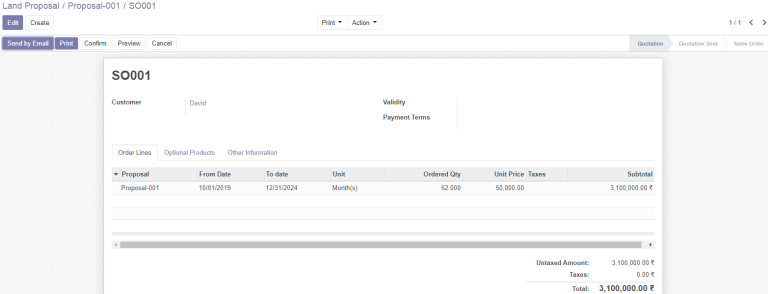 Land Proposal / Proposal-001 / SO001
Edit Create Print Action 1 / 1
Send by Email Print Confirm Preview Cancel Quotation Quotation Sent Sales Order
SO001
Customer David Validity
Payment Terms
Order Lines Optional Products Other Information
Proposal From Date To date Unit Ordered Qty Unit Price Taxes Subtotal
Proposal-001 10/01/2019 12/31/2024 Month(s) 62.000 50,000.00 3,100,000.00 ₹
Untaxed Amount: 3,100,000.00 ₹
Taxes: 0.00 ₹
Total: 3,100,000.00 ₹